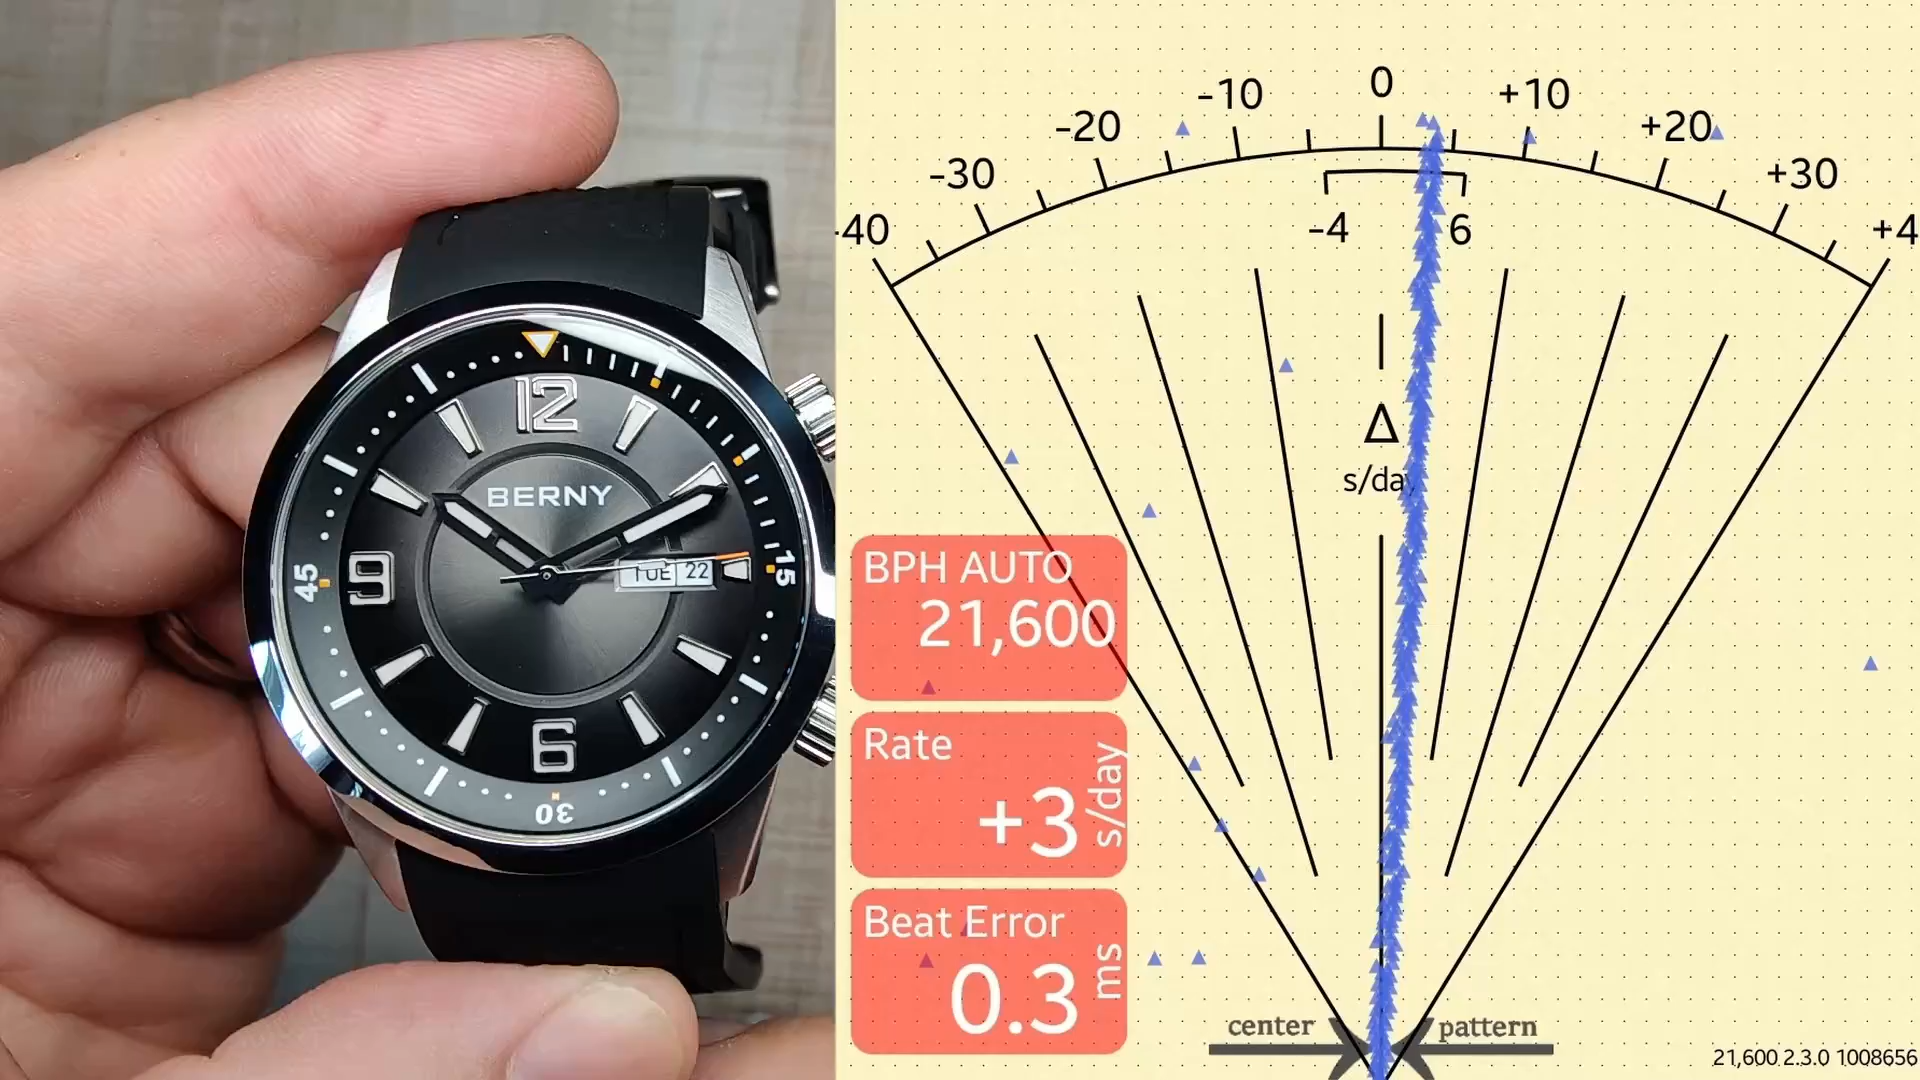 12
BERNY
TUE 22
15
9
45
6
30
-40
-30
-20
-10
0
+10
+20
+30
+4
-4
6
Δ
s/day
BPH AUTO
21,600
Rate
+3 s/day
Beat Error
0.3 ms
center
pattern
21,600 2.3.0 1008656